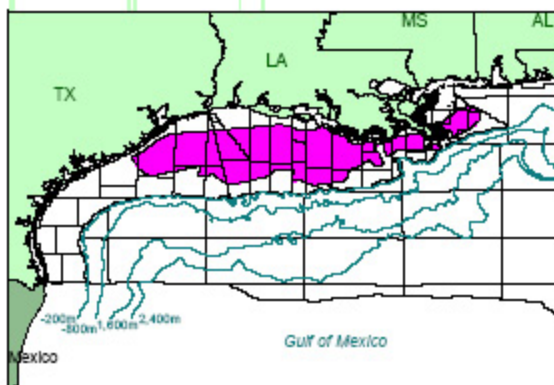 MS
AL
LA
TX
-200m
-800m
1,600m
2,400m
Gulf of Mexico
Mexico